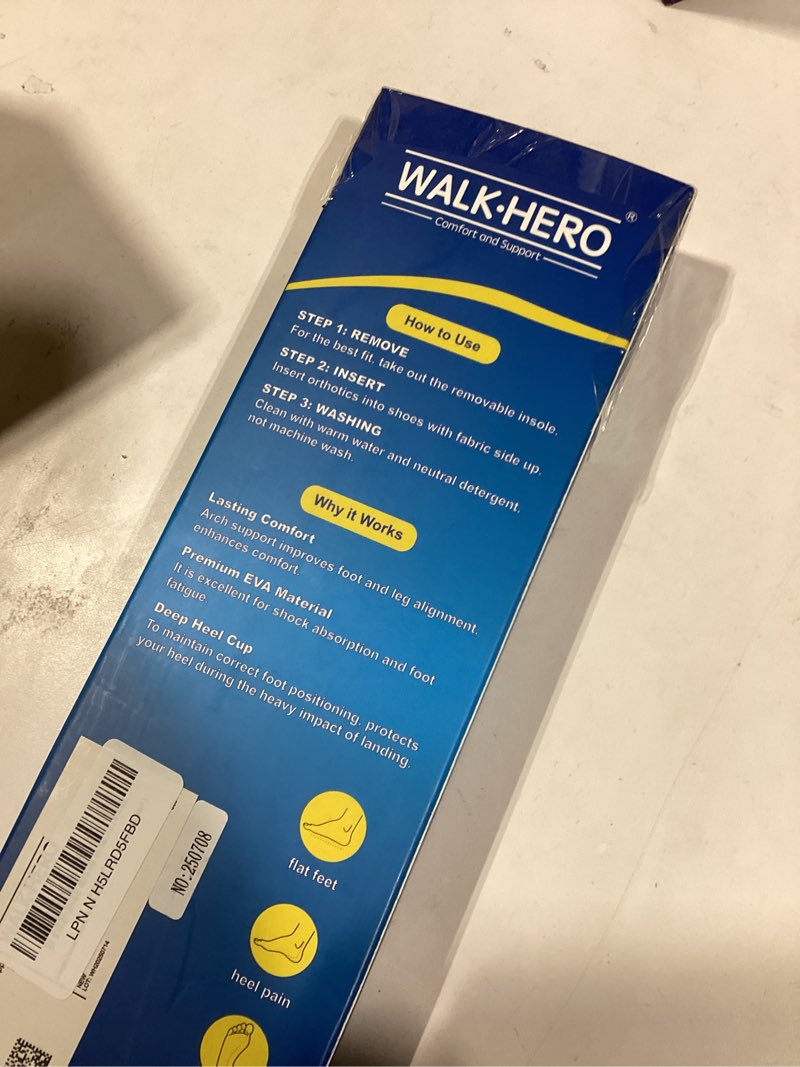 WALK·HERO®
Comfort and Support
How to Use
STEP 1: REMOVE
For the best fit, take out the removable insole.
STEP 2: INSERT
Insert orthotics into shoes with fabric side up.
STEP 3: WASHING
Clean with warm water and neutral detergent.
not machine wash.
Why it Works
Lasting Comfort
Arch support improves foot and leg alignment.
enhances comfort.
Premium EVA Material
It is excellent for shock absorption and foot
fatigue
Deep Heel Cup
To maintain correct foot positioning, protects
your heel during the heavy impact of landing.
flat feet
heel pain
LPN N H5LRD5FBD
NO:250708
NEW
LOT: WH20250714